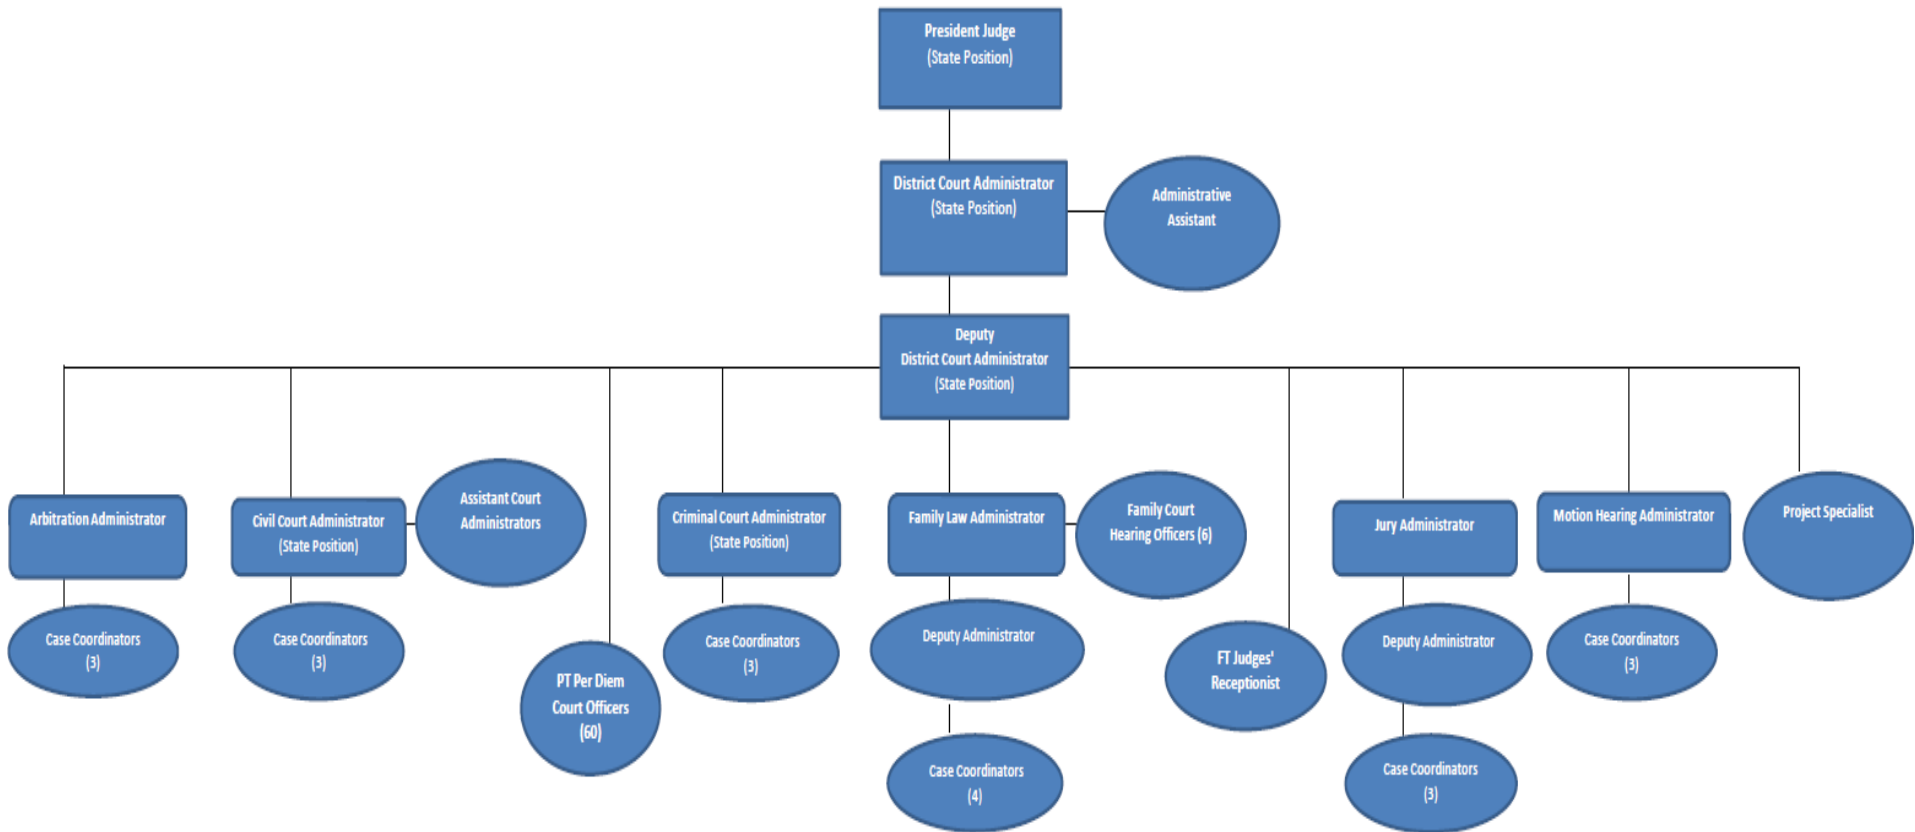 President Judge
(State Position)
District Court Administrator
(State Position)
Administrative
Assistant
Deputy
District Court Administrator
(State Position)
Arbitration Administrator
Civil Court Administrator
(State Position)
Assistant Court
Administrators
Criminal Court Administrator
(State Position)
Family Law Administrator
Family Court
Hearing Officers (6)
Jury Administrator
Motion Hearing Administrator
Project Specialist
Case Coordinators
(3)
Case Coordinators
(3)
PT Per Diem
Court Officers
(60)
Case Coordinators
(3)
Deputy Administrator
FT Judges'
Receptionist
Deputy Administrator
Case Coordinators
(3)
Case Coordinators
(4)
Case Coordinators
(3)